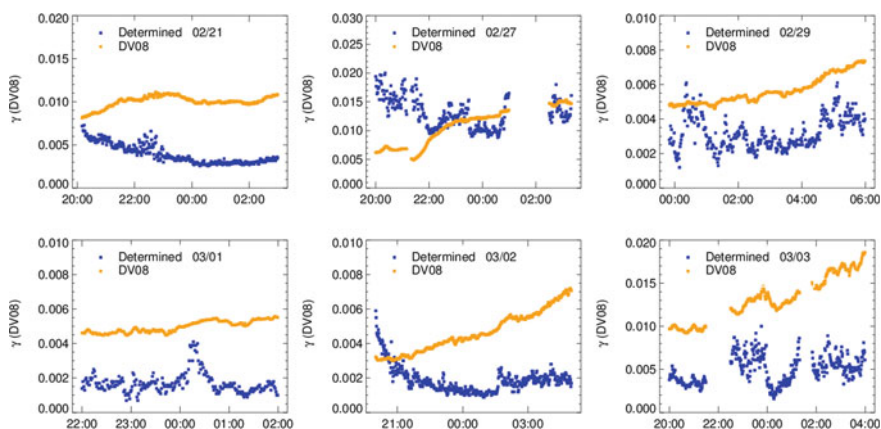 Determined 02/21
DV08
γ (DV08)
0.020
0.015
0.010
0.005
0.000
20:00 22:00 00:00 02:00
Determined 02/27
DV08
γ (DV08)
0.030
0.025
0.020
0.015
0.010
0.005
0.000
20:00 22:00 00:00 02:00
Determined 02/29
DV08
γ (DV08)
0.010
0.008
0.006
0.004
0.002
0.000
00:00 02:00 04:00 06:00
Determined 03/01
DV08
γ (DV08)
0.010
0.008
0.006
0.004
0.002
0.000
22:00 23:00 00:00 01:00 02:00
Determined 03/02
DV08
γ (DV08)
0.010
0.008
0.006
0.004
0.002
0.000
21:00 00:00 03:00
Determined 03/03
DV08
γ (DV08)
0.020
0.015
0.010
0.005
0.000
20:00 22:00 00:00 02:00 04:00